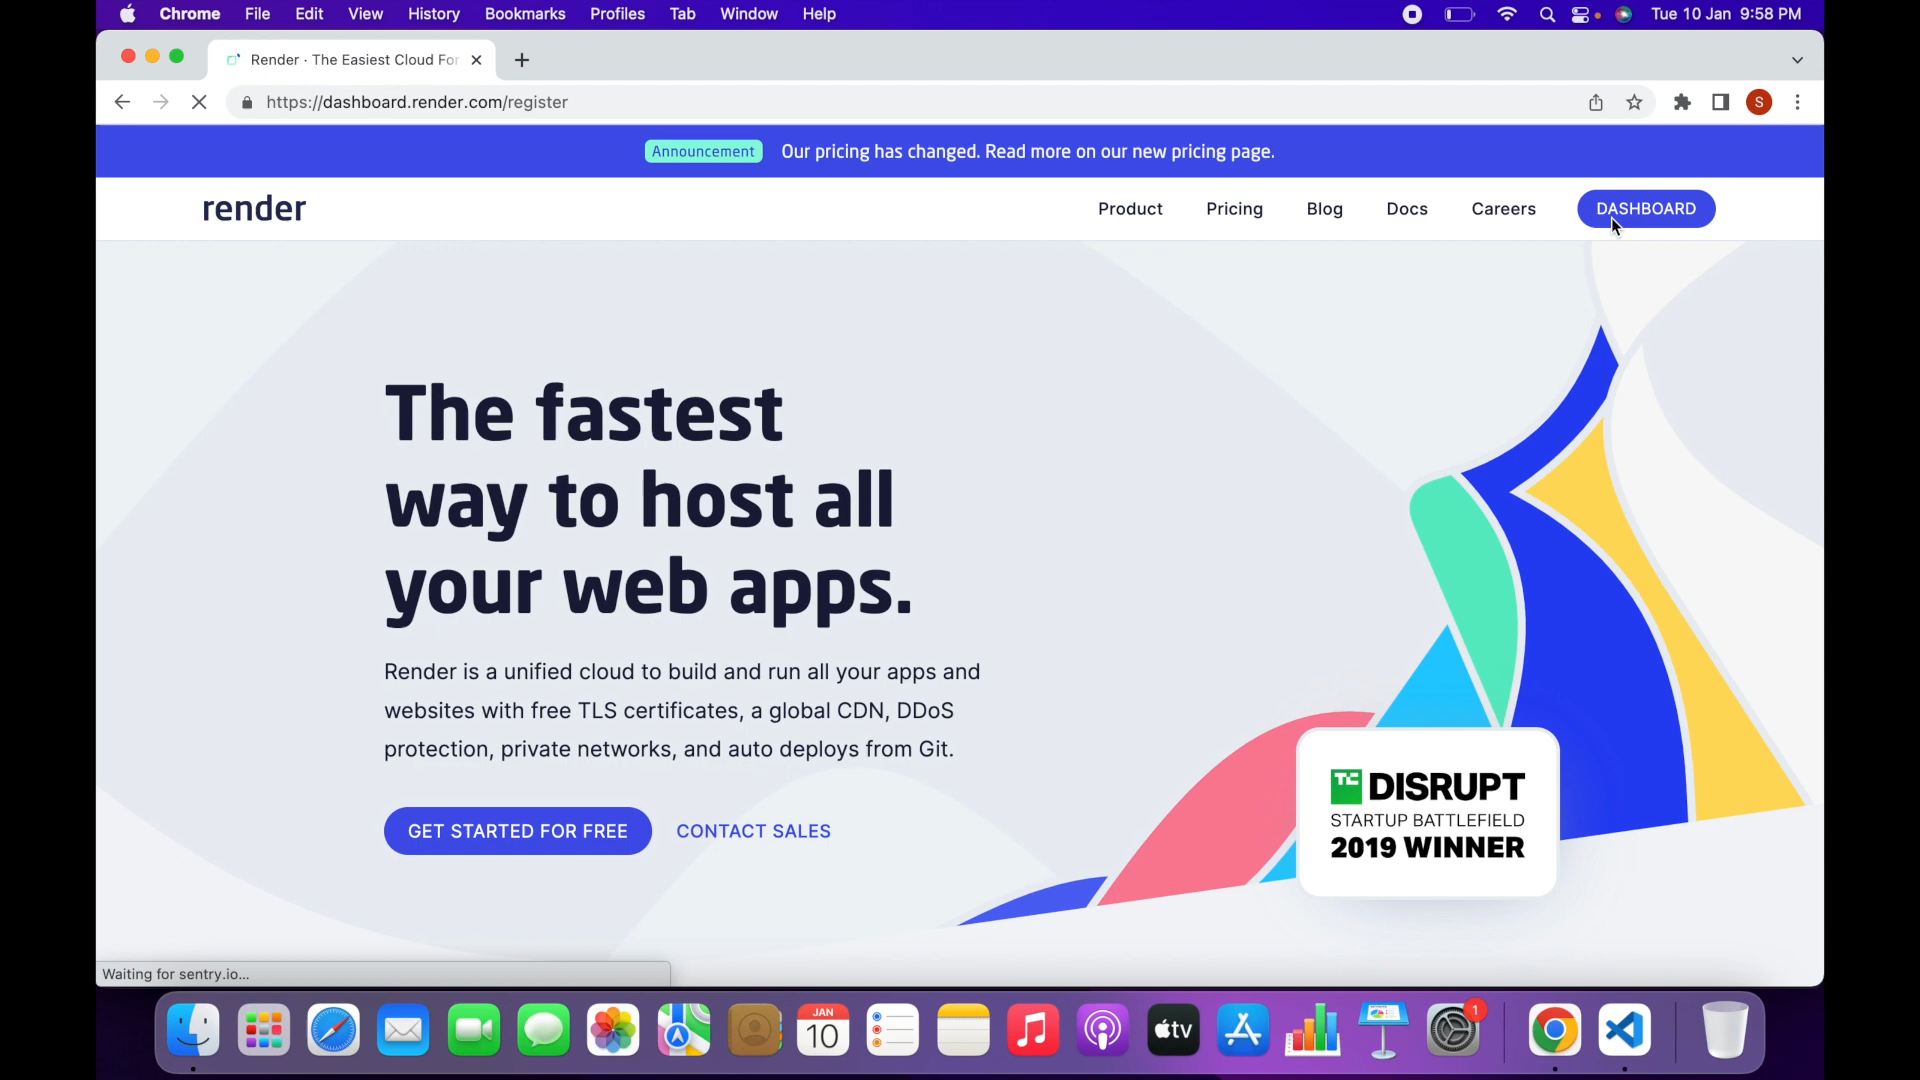 Chrome File Edit View History Bookmarks Profiles Tab Window Help Tue 10 Jan 9:58 PM
Render · The Easiest Cloud For
https://dashboard.render.com/register
S
Announcement Our pricing has changed. Read more on our new pricing page.
render Product Pricing Blog Docs Careers DASHBOARD
The fastest
way to host all
your web apps.
Render is a unified cloud to build and run all your apps and
websites with free TLS certificates, a global CDN, DDoS
protection, private networks, and auto deploys from Git.
GET STARTED FOR FREE CONTACT SALES
TC DISRUPT
STARTUP BATTLEFIELD
2019 WINNER
Waiting for sentry.io...
JAN
10
tv
1